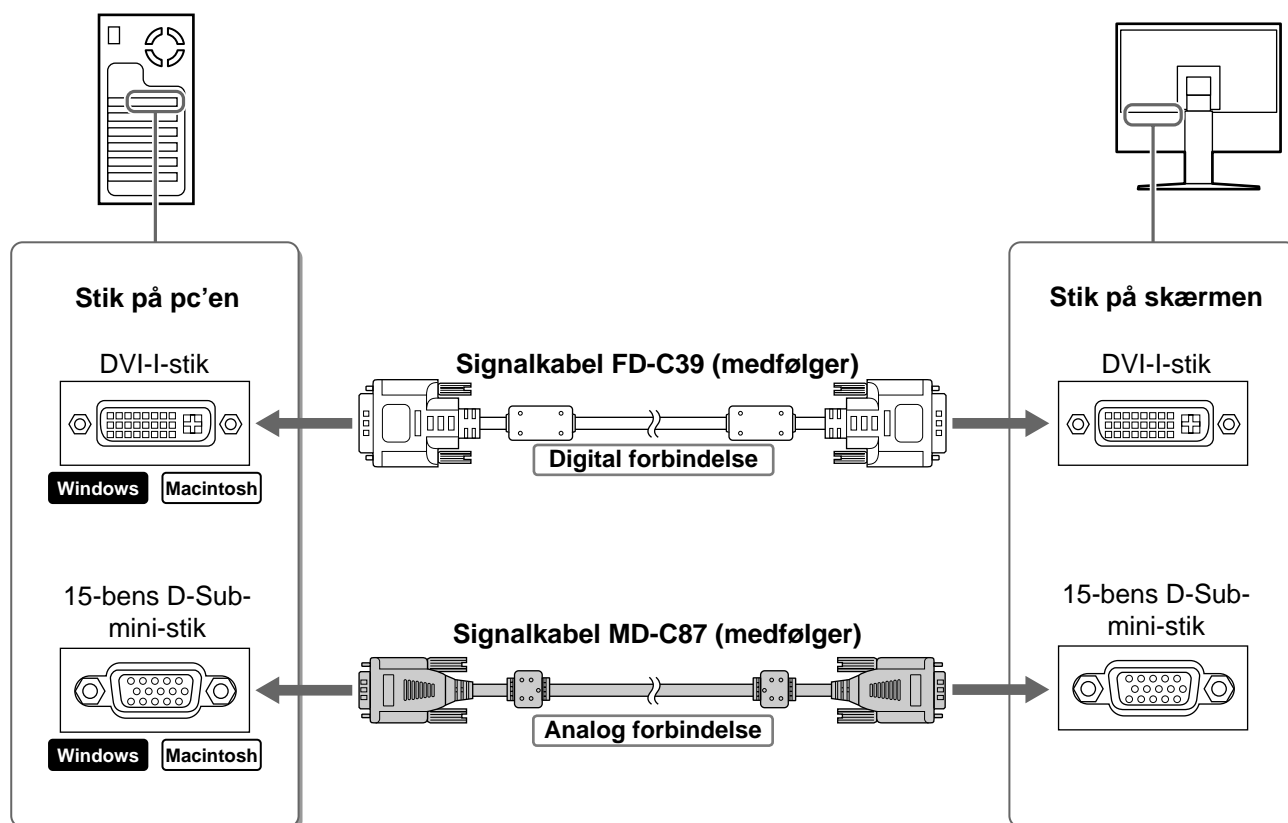 Stik på pc’en
DVI-I-stik
Windows Macintosh
15-bens D-Sub-
mini-stik
Windows Macintosh
Signalkabel FD-C39 (medfølger)
Digital forbindelse
Signalkabel MD-C87 (medfølger)
Analog forbindelse
Stik på skærmen
DVI-I-stik
15-bens D-Sub-
mini-stik